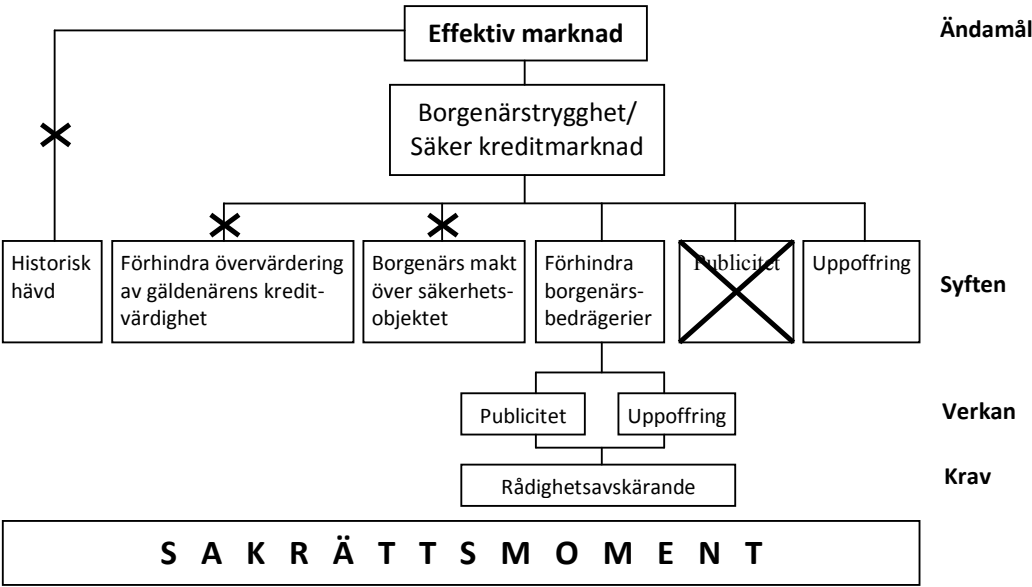 Effektiv marknad
Ändamål
Borgenärstrygghet/
Säker kreditmarknad
Historisk
hävd
Förhindra övervärdering
av gäldenärens kredit-
värdighet
Borgenärs makt
över säkerhets-
objektet
Förhindra
borgenärs-
bedrägerier
Publicitet
Uppoffring
Syften
Publicitet
Uppoffring
Verkan
Rådighetsavskärande
Krav
S A K R Ä T T S M O M E N T